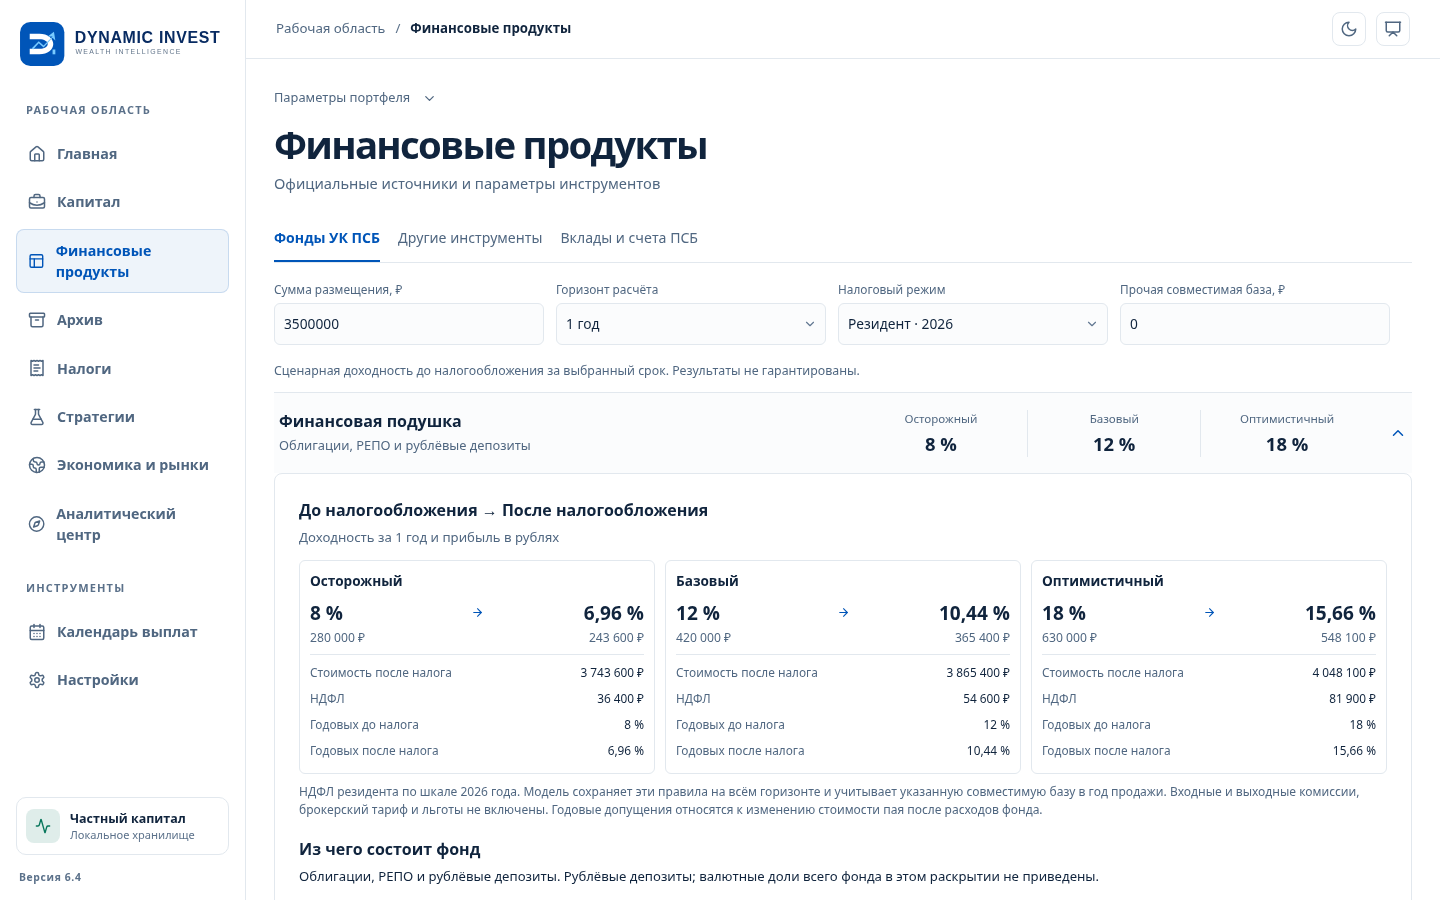 DYNAMIC INVEST
WEALTH INTELLIGENCE
РАБОЧАЯ ОБЛАСТЬ
Главная
Капитал
Финансовые
продукты
Архив
Налоги
Стратегии
Экономика и рынки
Аналитический
центр
ИНСТРУМЕНТЫ
Календарь выплат
Настройки
Частный капитал
Локальное хранилище
Версия 6.4
Рабочая область / Финансовые продукты
Параметры портфеля
Финансовые продукты
Официальные источники и параметры инструментов
Фонды УК ПСБ Другие инструменты Вклады и счета ПСБ
Сумма размещения, ₽ Горизонт расчёта Налоговый режим Прочая совместимая база, ₽
3500000 1 год Резидент · 2026 0
Сценарная доходность до налогообложения за выбранный срок. Результаты не гарантированы.
Финансовая подушка
Облигации, РЕПО и рублёвые депозиты
Осторожный Базовый Оптимистичный
8 % 12 % 18 %
До налогообложения → После налогообложения
Доходность за 1 год и прибыль в рублях
Осторожный
8 % → 6,96 %
280 000 ₽ 243 600 ₽
Стоимость после налога 3 743 600 ₽
НДФЛ 36 400 ₽
Годовых до налога 8 %
Годовых после налога 6,96 %
Базовый
12 % → 10,44 %
420 000 ₽ 365 400 ₽
Стоимость после налога 3 865 400 ₽
НДФЛ 54 600 ₽
Годовых до налога 12 %
Годовых после налога 10,44 %
Оптимистичный
18 % → 15,66 %
630 000 ₽ 548 100 ₽
Стоимость после налога 4 048 100 ₽
НДФЛ 81 900 ₽
Годовых до налога 18 %
Годовых после налога 15,66 %
НДФЛ резидента по шкале 2026 года. Модель сохраняет эти правила на всём горизонте и учитывает указанную совместимую базу в год продажи. Входные и выходные комиссии,
брокерский тариф и льготы не включены. Годовые допущения относятся к изменению стоимости пая после расходов фонда.
Из чего состоит фонд
Облигации, РЕПО и рублёвые депозиты. Рублёвые депозиты; валютные доли всего фонда в этом раскрытии не приведены.